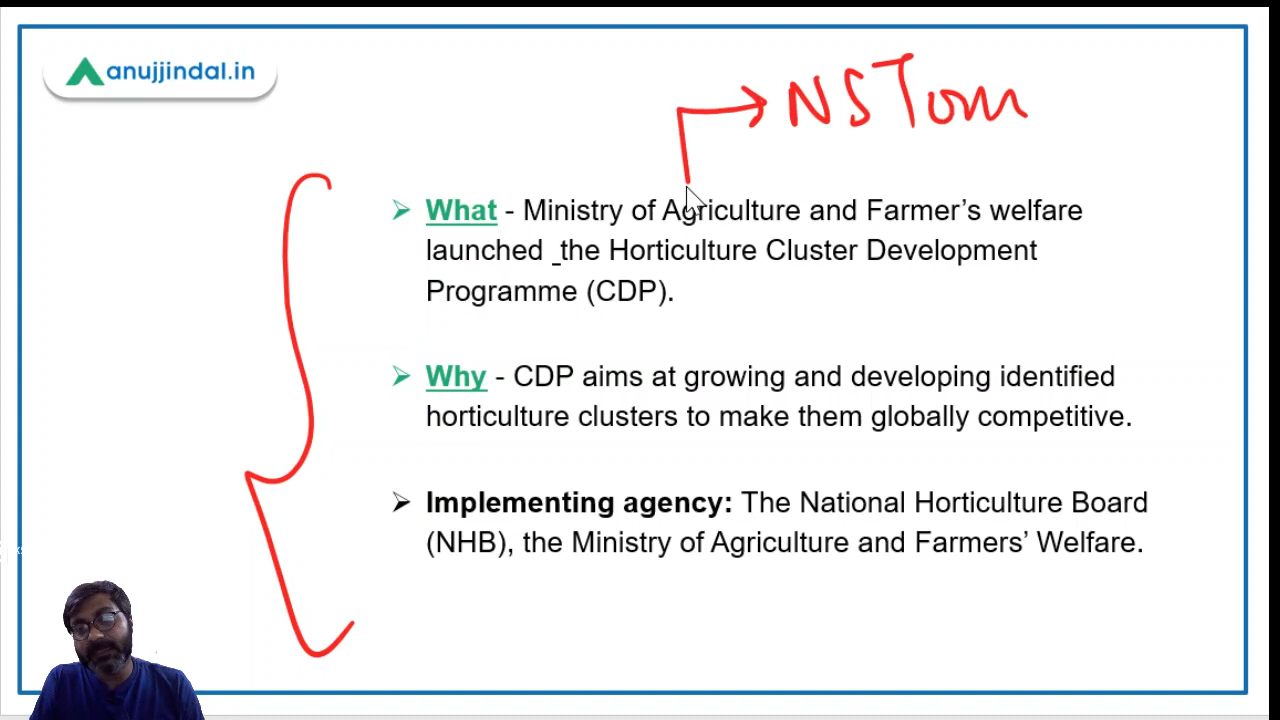 anujjindal.in
NSTom
What - Ministry of Agriculture and Farmer’s welfare
launched _the Horticulture Cluster Development
Programme (CDP).
Why - CDP aims at growing and developing identified
horticulture clusters to make them globally competitive.
Implementing agency: The National Horticulture Board
(NHB), the Ministry of Agriculture and Farmers’ Welfare.